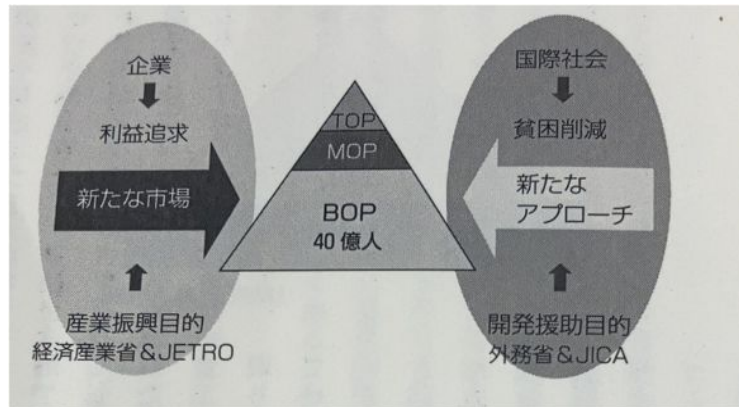 企業
利益追求
新たな市場
産業振興目的
経済産業省&JETRO
TOP
MOP
BOP
40億人
国際社会
貧困削減
新たな
アプローチ
開発援助目的
外務省&JICA